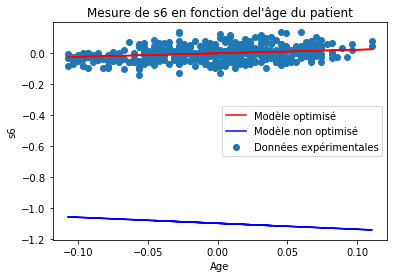 Mesure de s6 en fonction del'âge du patient
0.0
−0.2
−0.4
−0.6
−0.8
−1.0
−1.2
s6
Modèle optimisé
Modèle non optimisé
Données expérimentales
−0.10
−0.05
0.00
0.05
0.10
Age